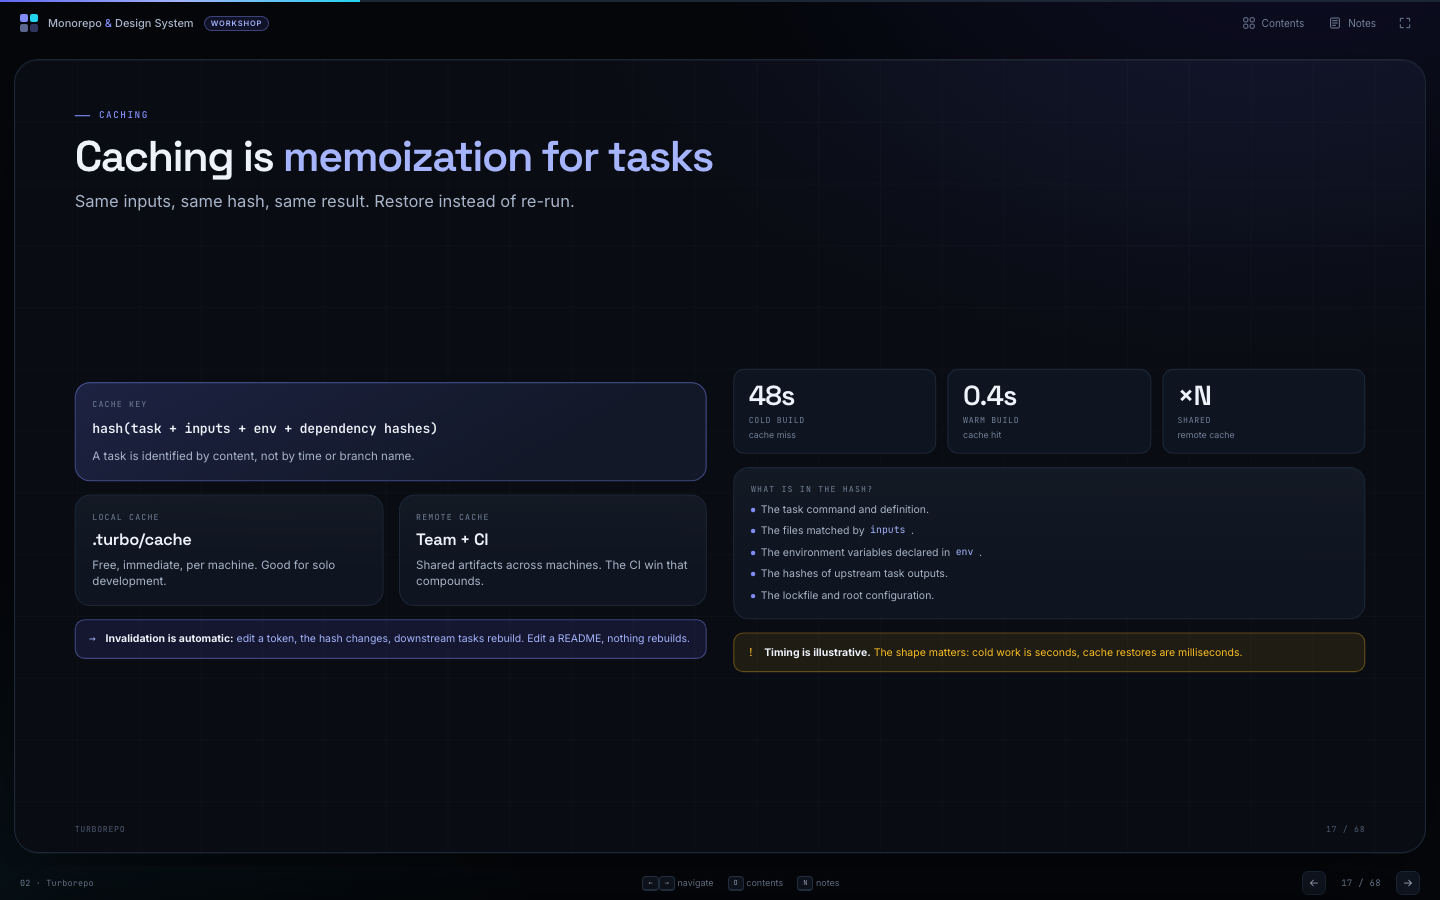 Monorepo & Design System WORKSHOP
Contents
Notes
CACHING
Caching is memoization for tasks
Same inputs, same hash, same result. Restore instead of re-run.
CACHE KEY
hash(task + inputs + env + dependency hashes)
A task is identified by content, not by time or branch name.
LOCAL CACHE
.turbo/cache
Free, immediate, per machine. Good for solo
development.
REMOTE CACHE
Team + CI
Shared artifacts across machines. The CI win that
compounds.
→ Invalidation is automatic: edit a token, the hash changes, downstream tasks rebuild. Edit a README, nothing rebuilds.
48s
COLD BUILD
cache miss
0.4s
WARM BUILD
cache hit
×N
SHARED
remote cache
WHAT IS IN THE HASH?
The task command and definition.
The files matched by inputs .
The environment variables declared in env .
The hashes of upstream task outputs.
The lockfile and root configuration.
! Timing is illustrative. The shape matters: cold work is seconds, cache restores are milliseconds.
TURBOREPO
17 / 68
02 · Turborepo
← → navigate
O contents
N notes
← 17 / 68 →